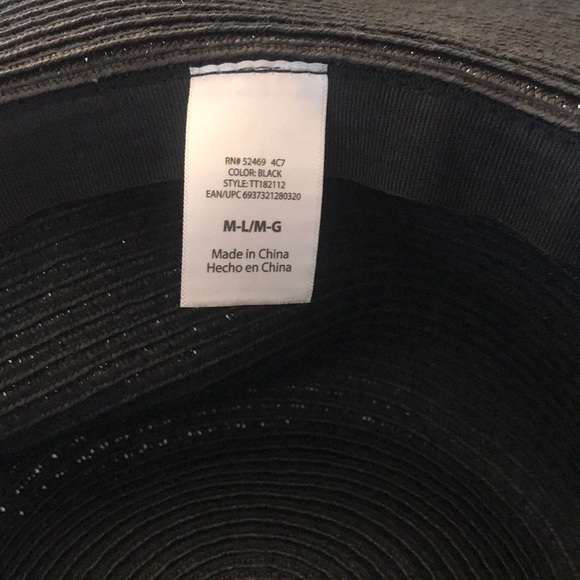 RN# 52469 4C7
COLOR: BLACK
STYLE: TT182112
EAN/UPC 6937321280320
M-L/M-G
Made in China
Hecho en China